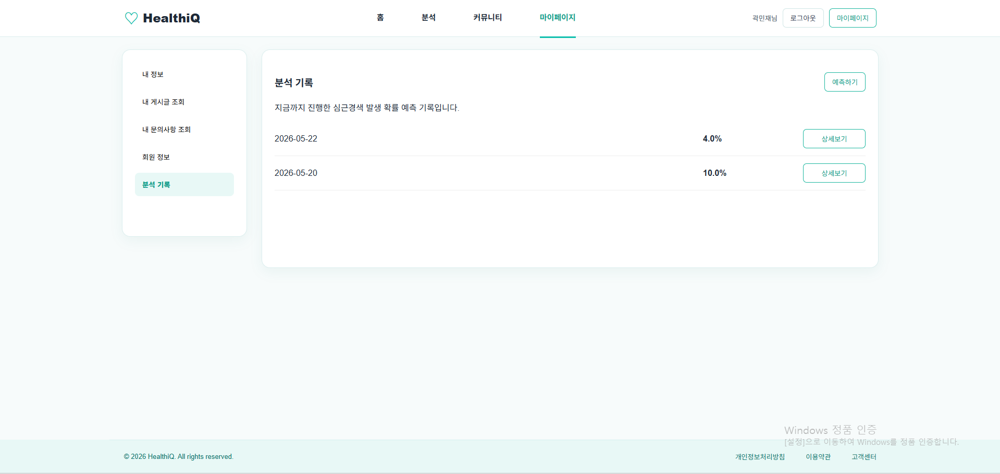 HealthiQ
홈
분석
커뮤니티
마이페이지
곽민재님
로그아웃
마이페이지
내 정보
내 게시글 조회
내 문의사항 조회
회원 정보
분석 기록
분석 기록
예측하기
지금까지 진행한 심근경색 발생 확률 예측 기록입니다.
2026-05-22 4.0% 상세보기
2026-05-20 10.0% 상세보기
Windows 정품 인증
[설정]으로 이동하여 Windows를 정품 인증합니다.
© 2026 HealthiQ. All rights reserved.
개인정보처리방침 이용약관 고객센터